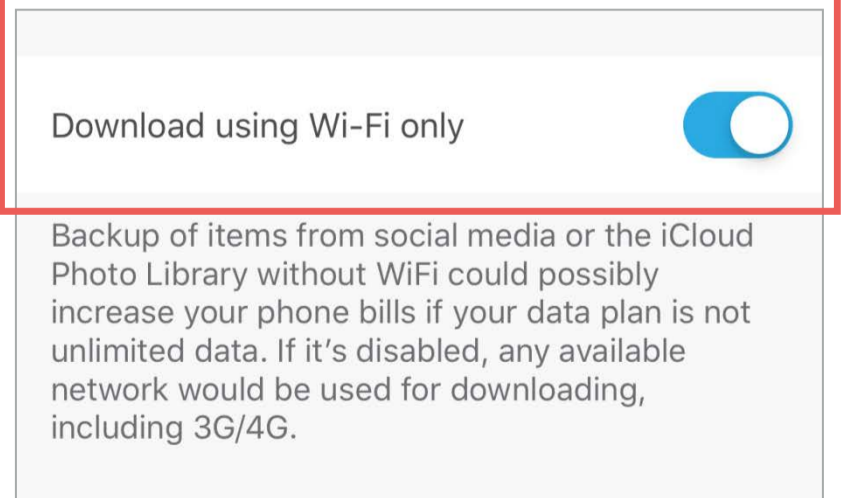 Download using Wi-Fi only
Backup of items from social media or the iCloud
Photo Library without WiFi could possibly
increase your phone bills if your data plan is not
unlimited data. If it's disabled, any available
network would be used for downloading,
including 3G/4G.